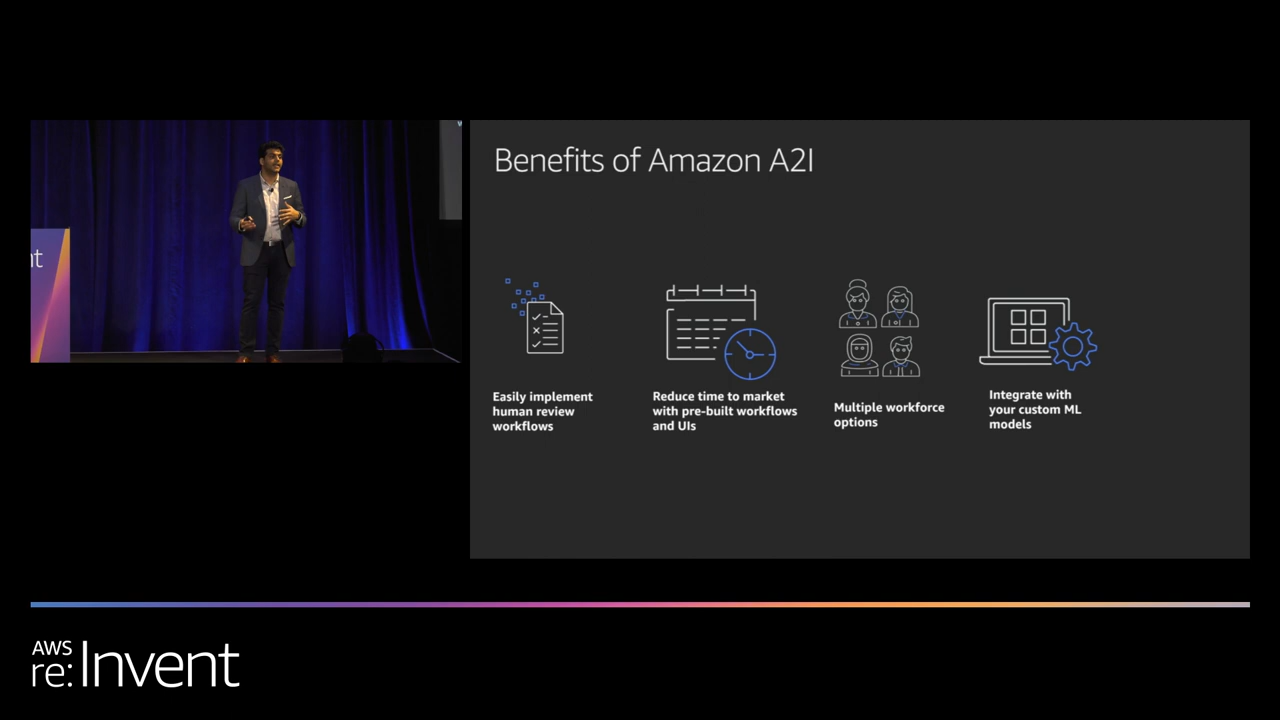 nt
Benefits of Amazon A2I
Easily implement
human review
workflows
Reduce time to market
with pre-built workflows
and UIs
Multiple workforce
options
Integrate with
your custom ML
models
AWS
re:Invent